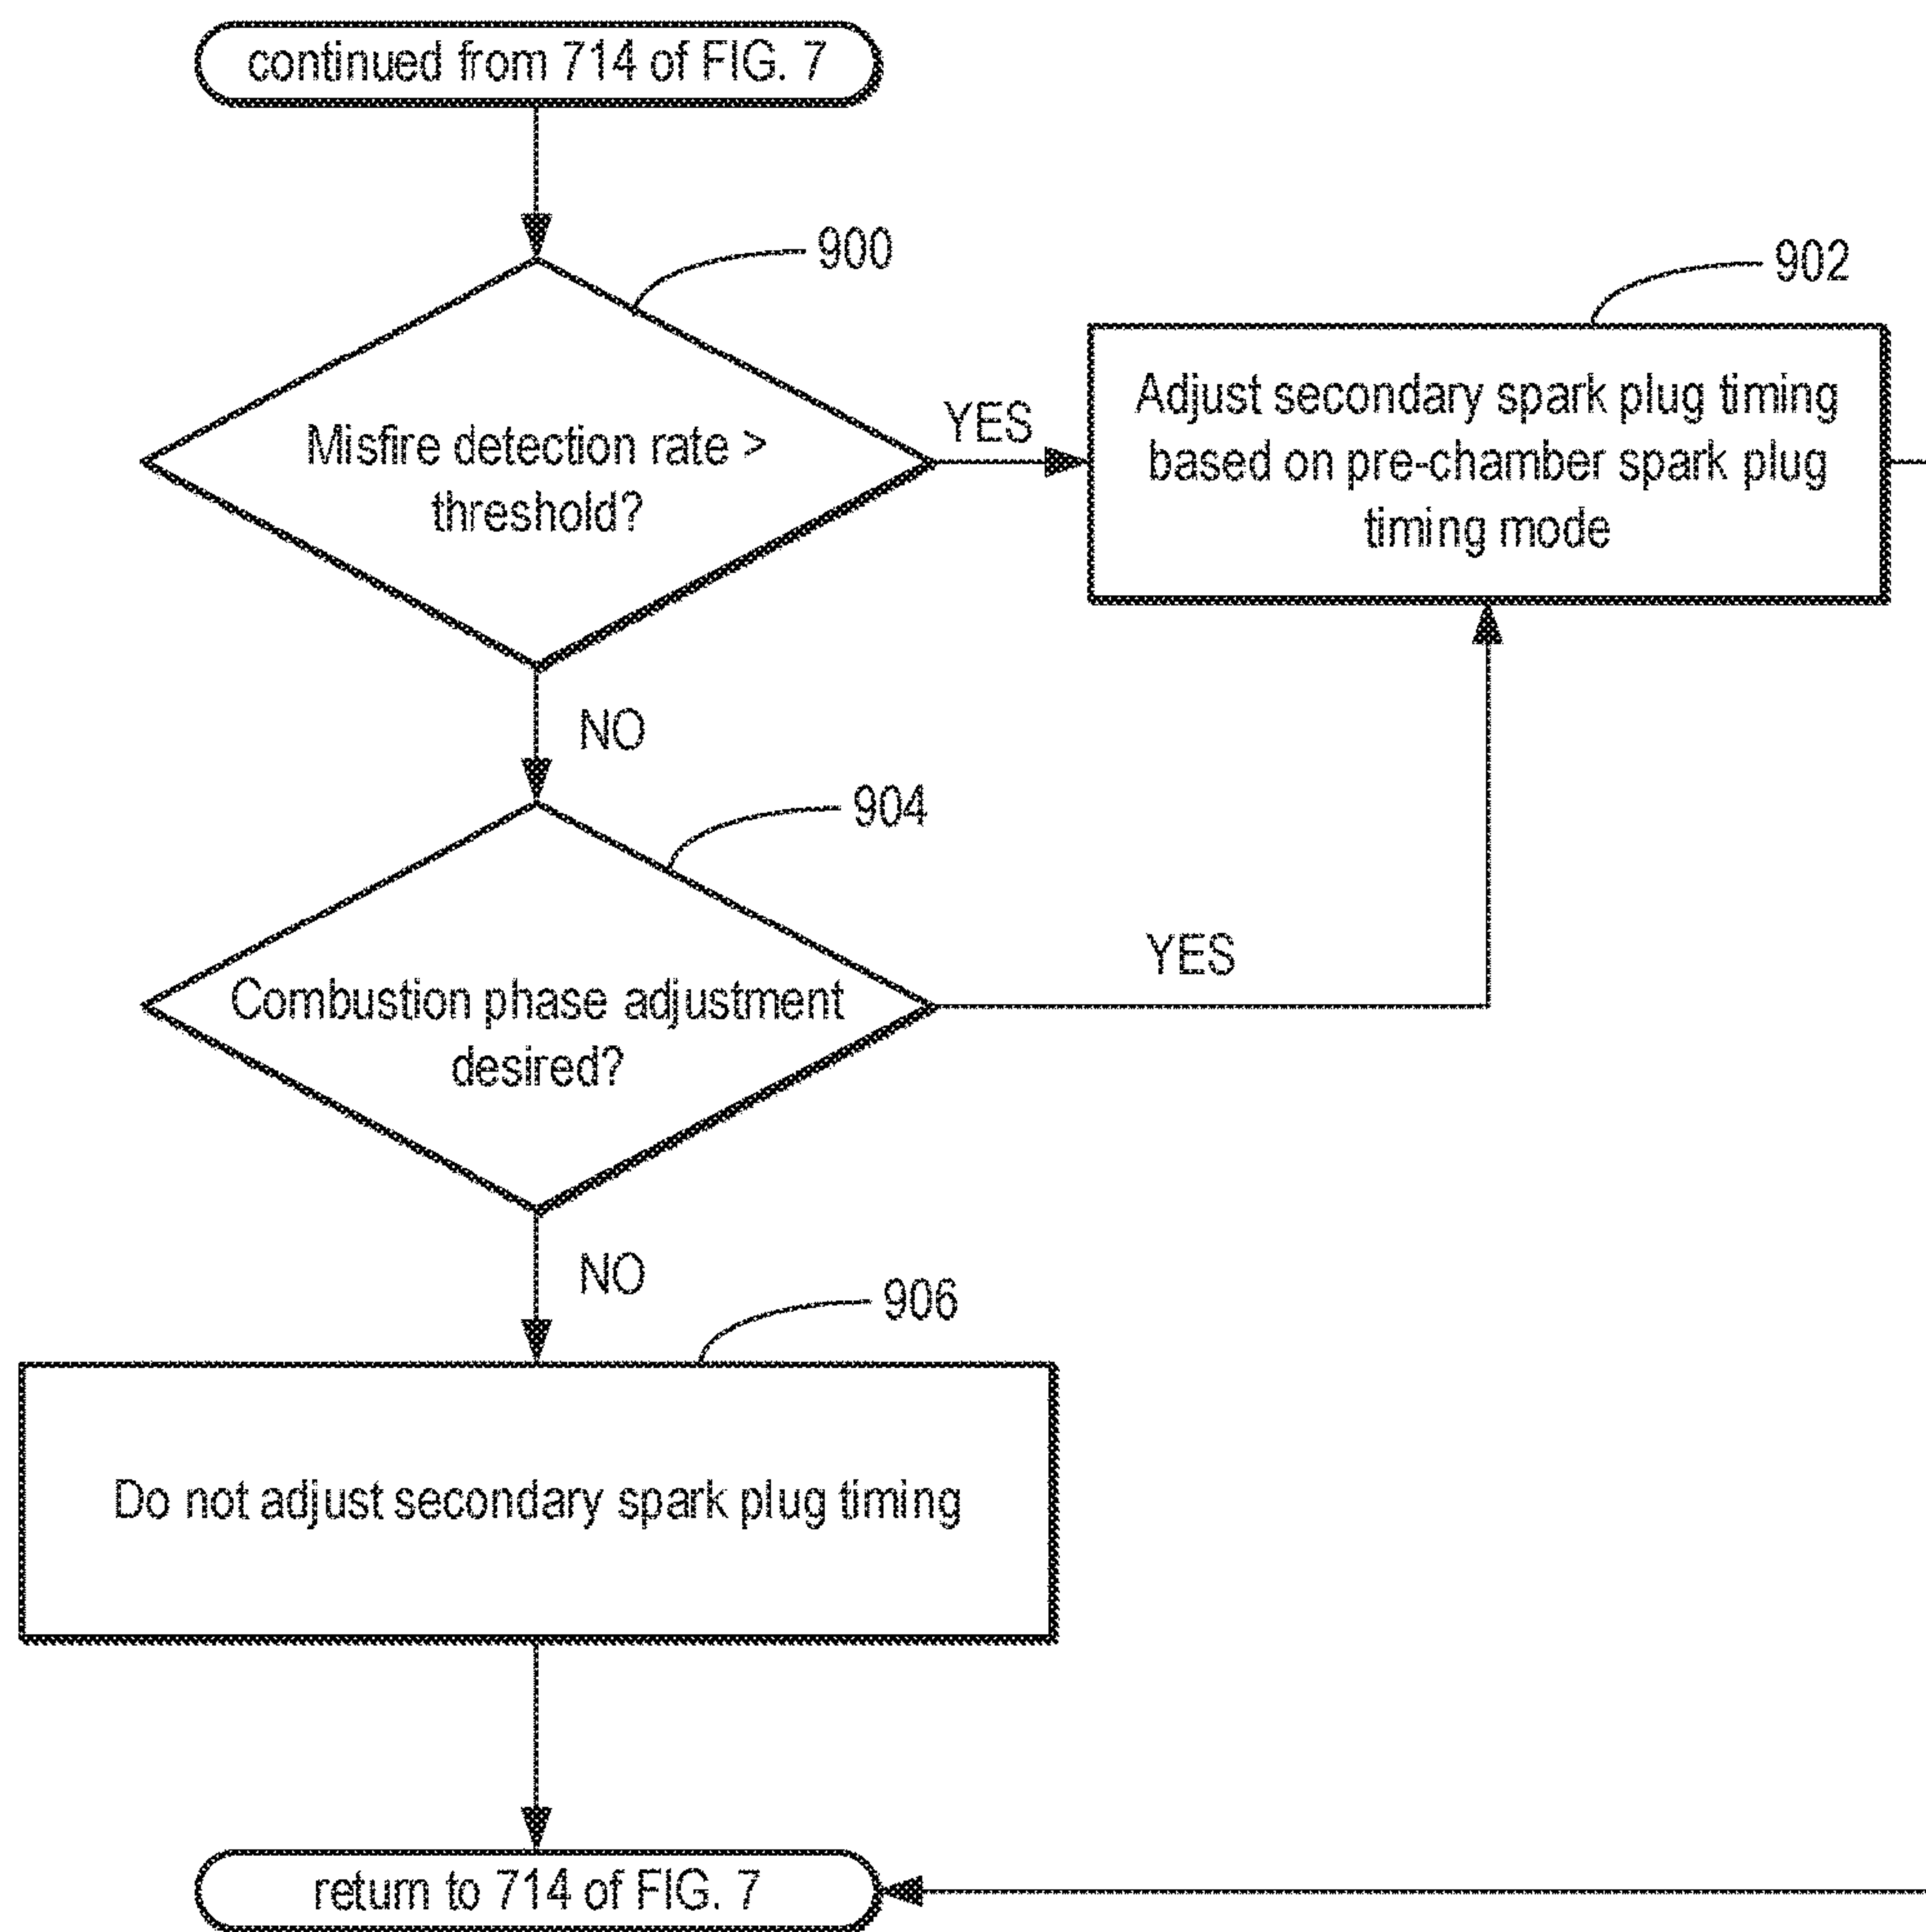 continued from 714 of FIG. 7
900
902
Misfire detection rate >
threshold?
YES
Adjust secondary spark plug timing
based on pre-chamber spark plug
timing mode
NO
904
Combustion phase adjustment
desired?
YES
NO
906
Do not adjust secondary spark plug timing
return to 714 of FIG. 7